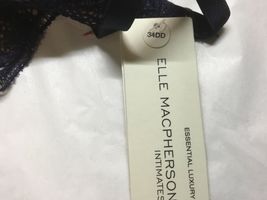 34DD
ESSENTIAL LUXURY
ELLE MACPHERSON
INTIMATES